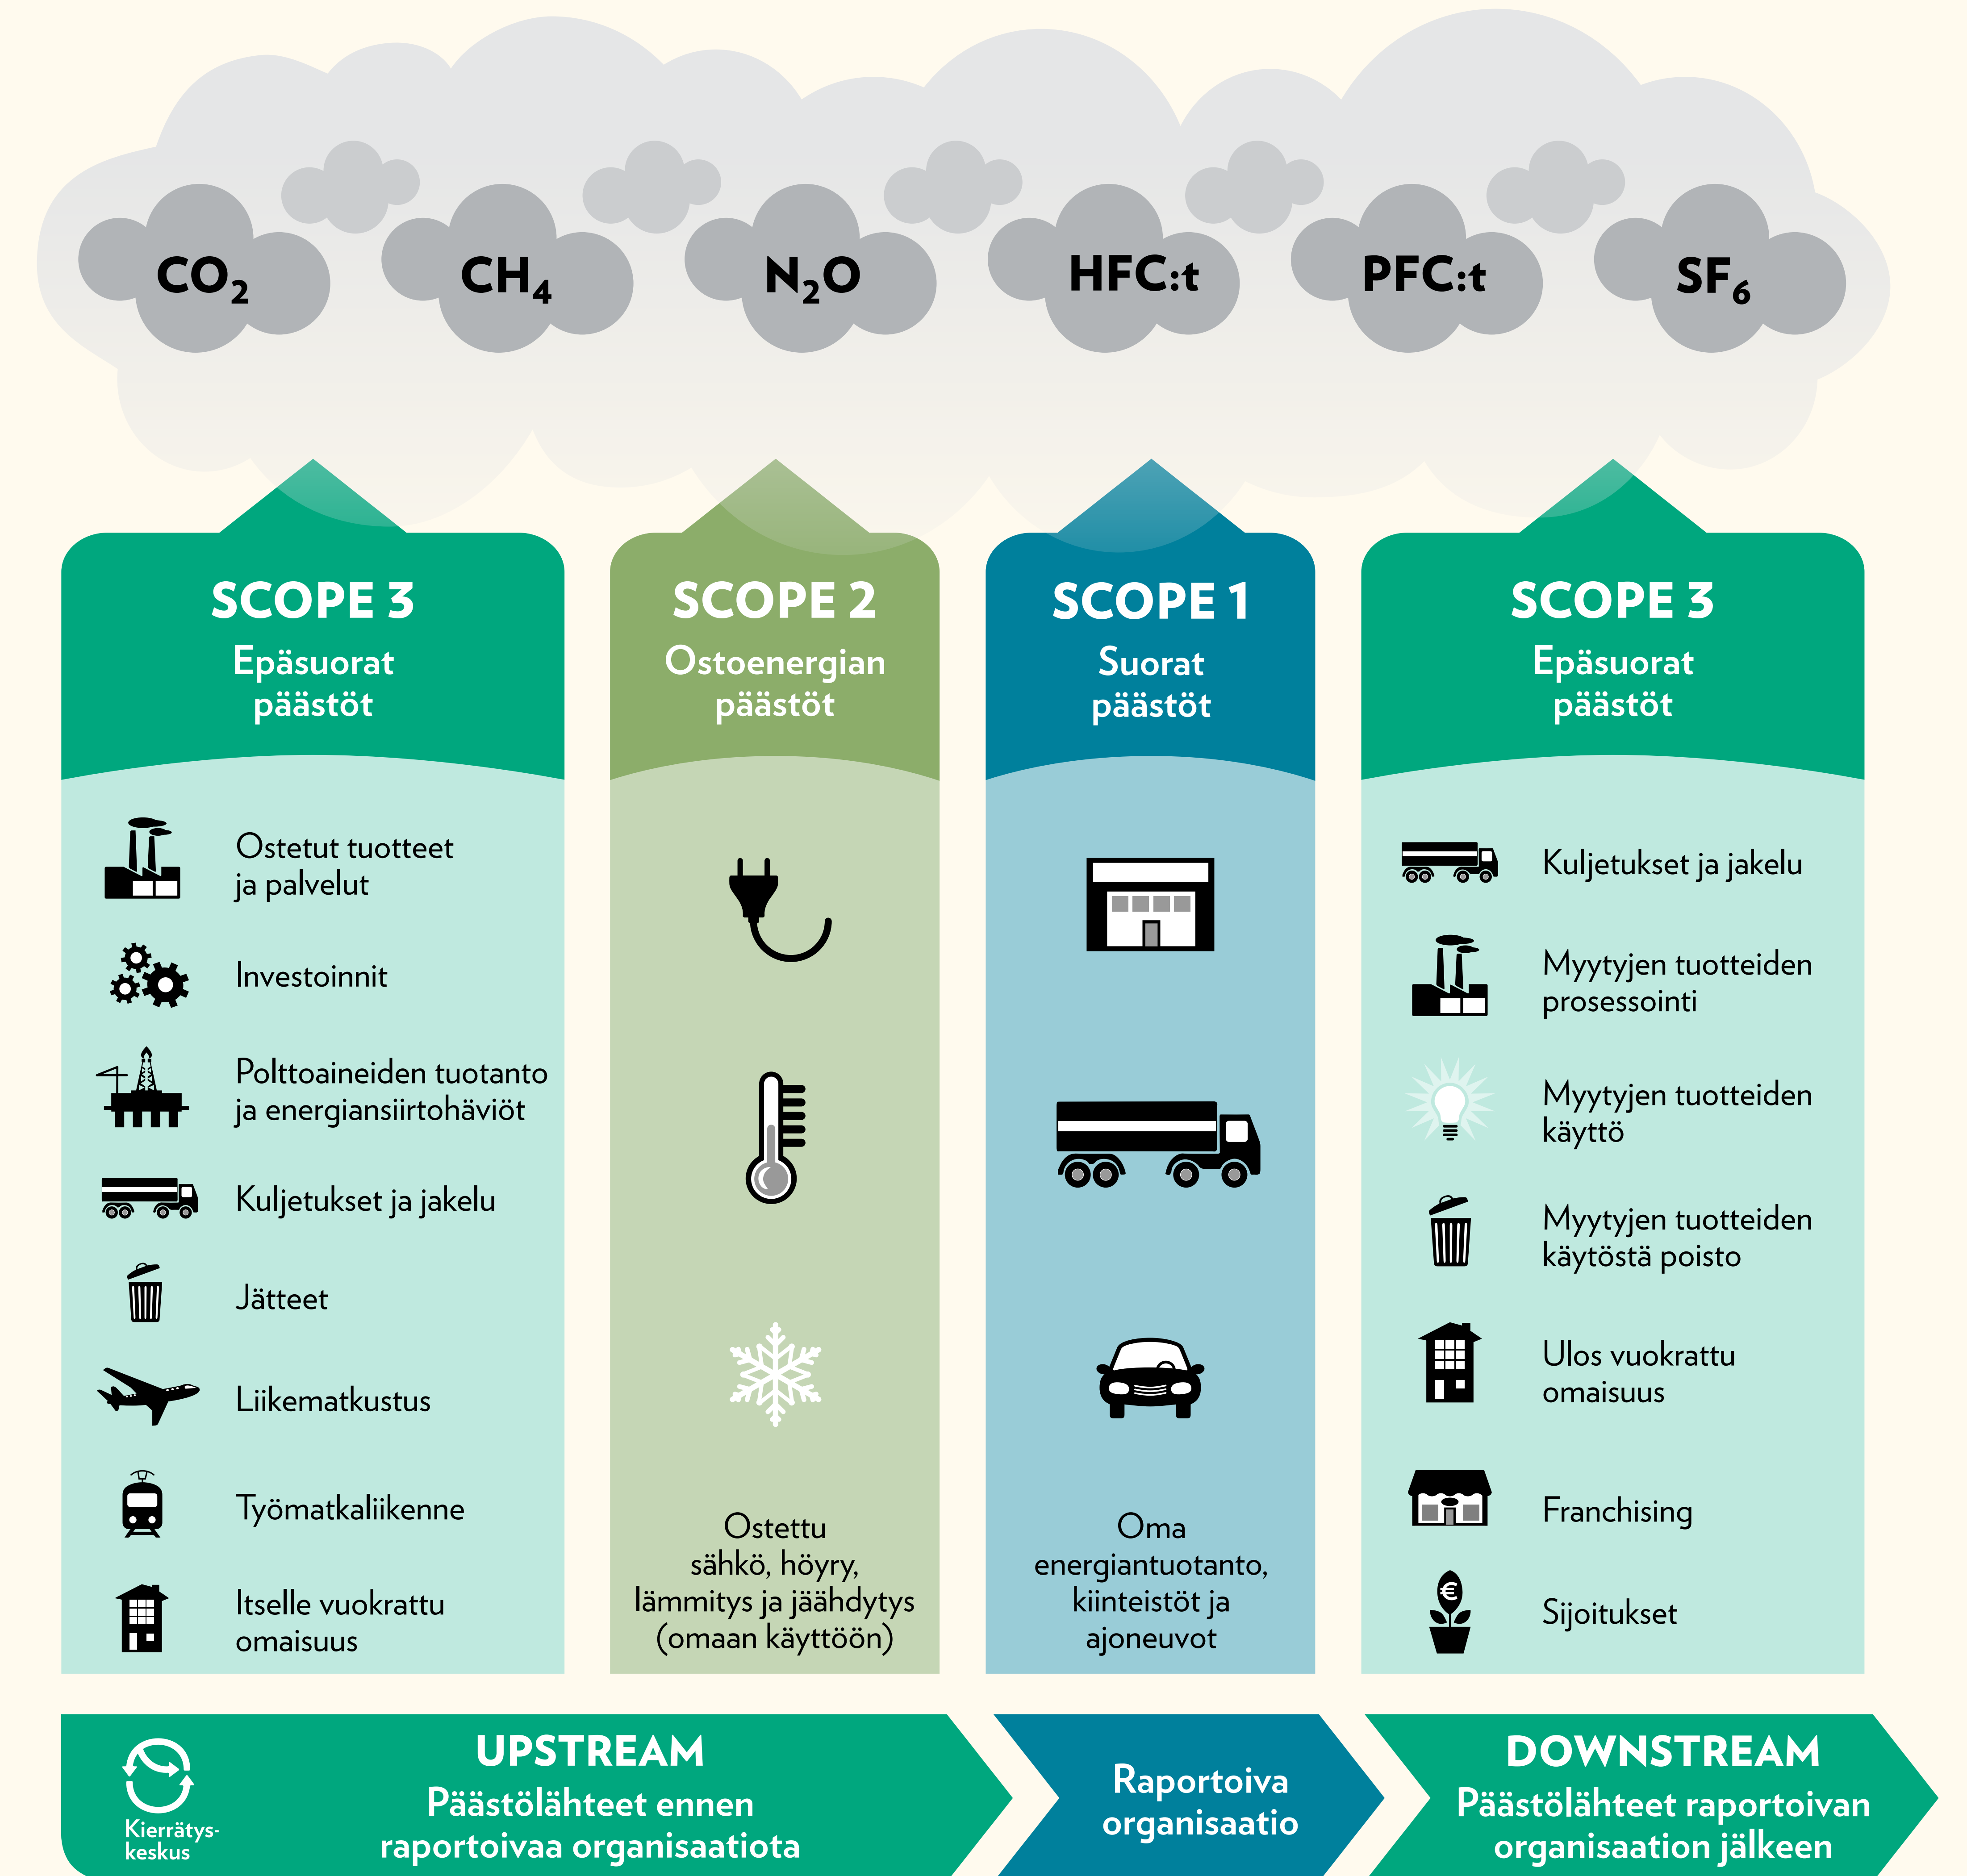 CO₂
CH₄
N₂O
HFC:t
PFC:t
SF₆
SCOPE 3
Epäsuorat
päästöt
Ostetut tuotteet
ja palvelut
Investoinnit
Polttoaineiden tuotanto
ja energiansiirtohäviöt
Kuljetukset ja jakelu
Jätteet
Liikematkustus
Työmatkaliikenne
Itselle vuokrattu
omaisuus
SCOPE 2
Ostoenergian
päästöt
Ostettu
sähkö, höyry,
lämmitys ja jäähdytys
(omaan käyttöön)
SCOPE 1
Suorat
päästöt
Oma
energiantuotanto,
kiinteistöt ja
ajoneuvot
SCOPE 3
Epäsuorat
päästöt
Kuljetukset ja jakelu
Myytyjen tuotteiden
prosessointi
Myytyjen tuotteiden
käyttö
Myytyjen tuotteiden
käytöstä poisto
Ulos vuokrattu
omaisuus
Franchising
€
Sijoitukset
Kierrätys-
keskus
UPSTREAM
Päästölähteet ennen
raportoivaa organisaatiota
Raportoiva
organisaatio
DOWNSTREAM
Päästölähteet raportoivan
organisaation jälkeen